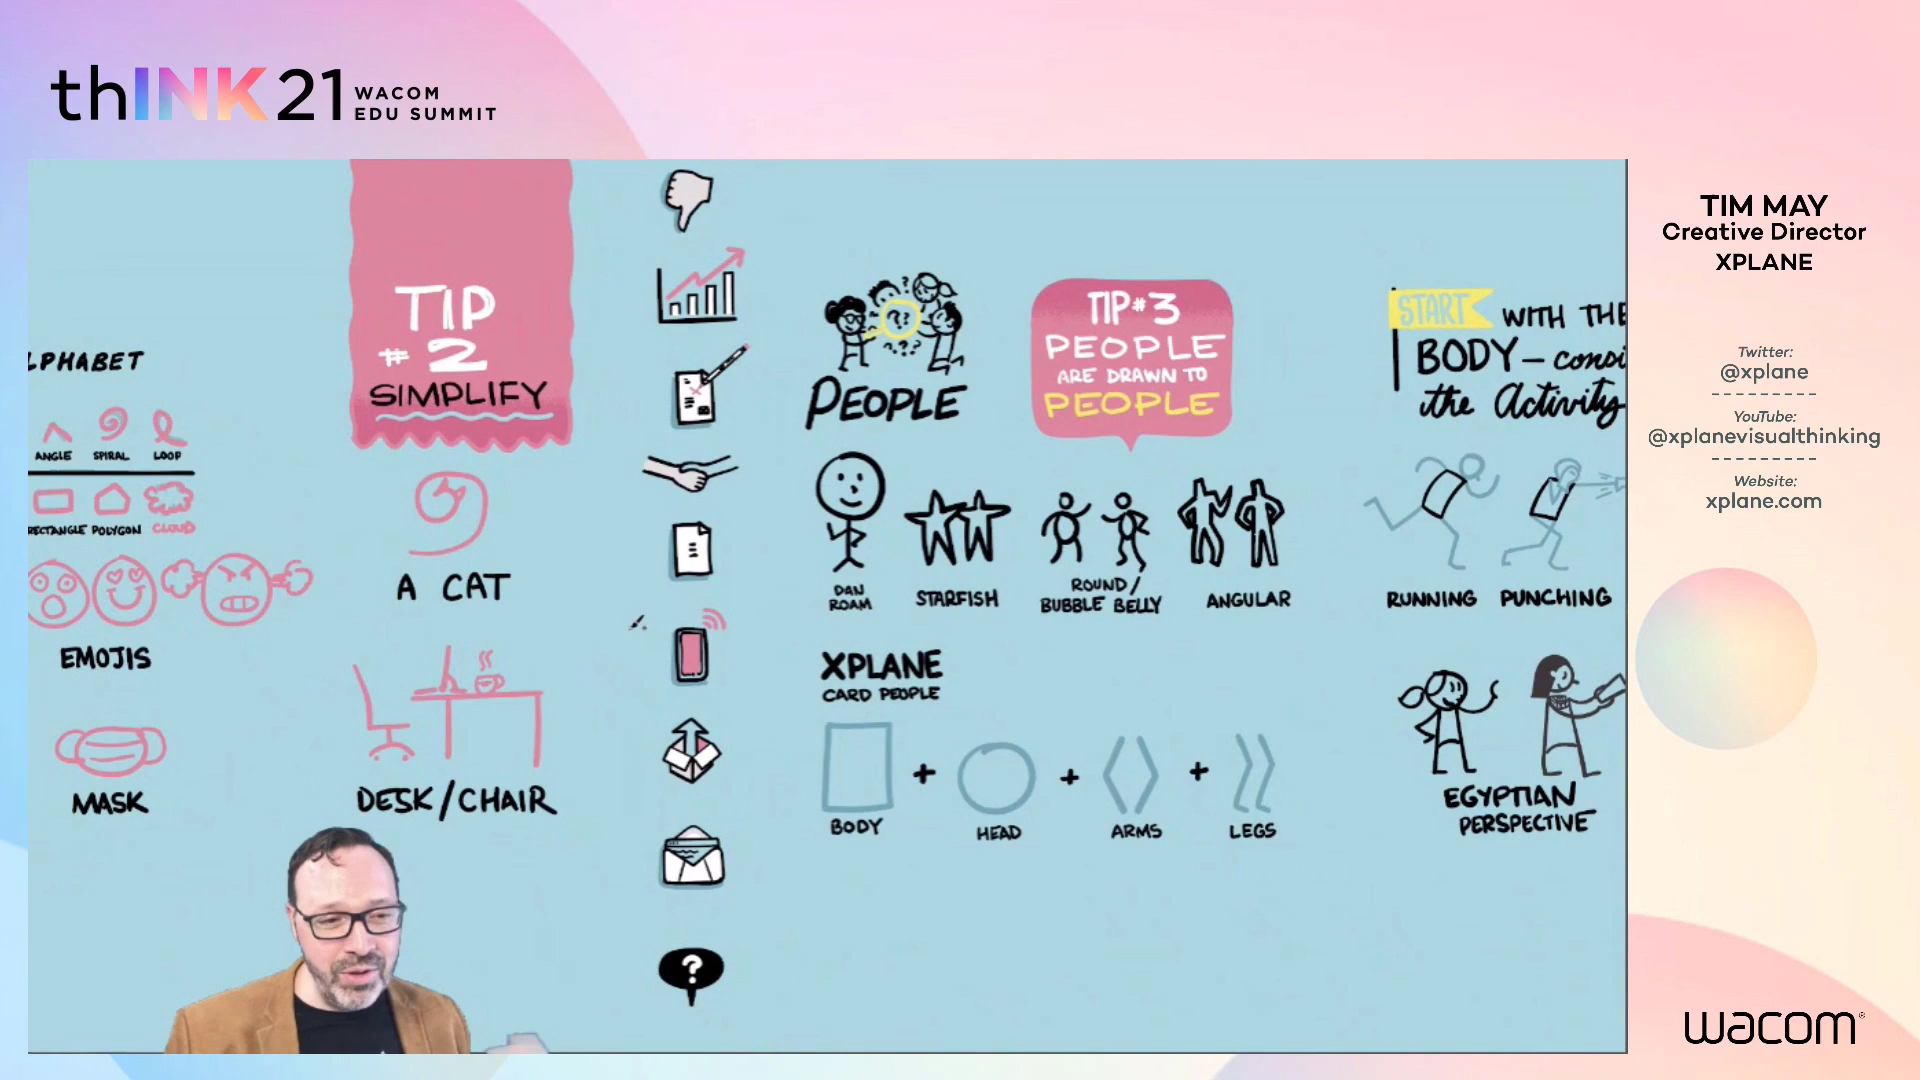 thINK21 WACOM
EDU SUMMIT
TIM MAY
Creative Director
XPLANE
Twitter:
@xplane
YouTube:
@xplanevisualthinking
Website:
xplane.com
wacom
LPHABET
ANGLE SPIRAL LOOP
RECTANGLE POLYGON CLOUD
EMOJIS
MASK
TIP
#2
SIMPLIFY
A CAT
DESK/CHAIR
?
? ?
PEOPLE
TIP #3
PEOPLE
ARE DRAWN TO
PEOPLE
DAN
ROAM
STARFISH
ROUND/
BUBBLE BELLY
ANGULAR
XPLANE
CARD PEOPLE
+ + +
BODY HEAD ARMS LEGS
START WITH THE
BODY - consi
the Activity
RUNNING PUNCHING
EGYPTIAN
PERSPECTIVE